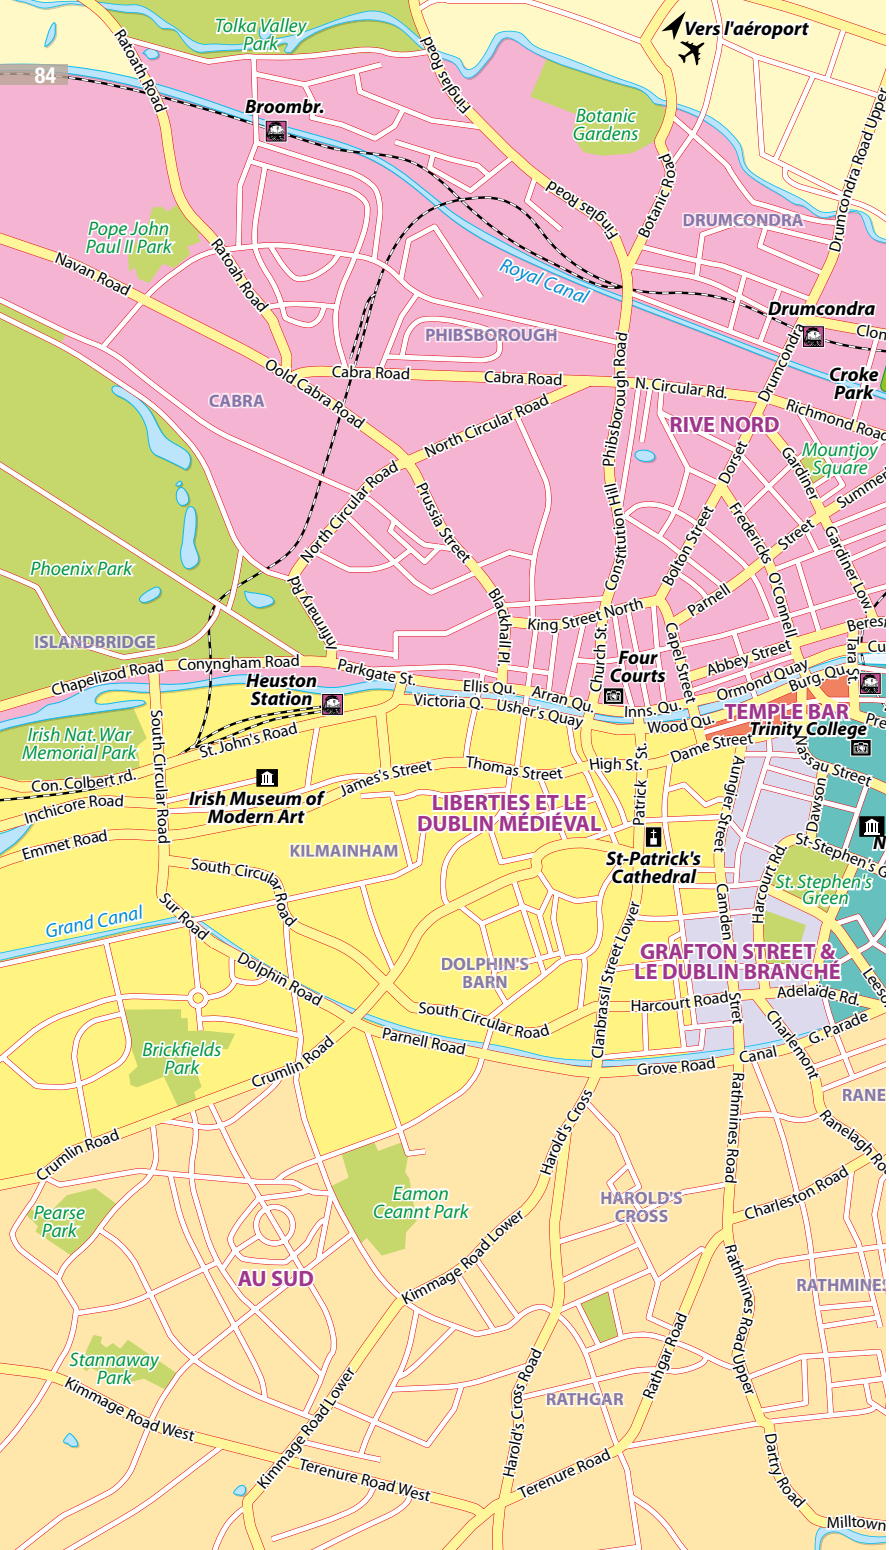 Tolka Valley
Park
Vers l'aéroport
84
Ratoath Road
Finglas Road
Broombr.
Botanic
Gardens
Drumcondra Road Upper
Botanic Road
Finglas Road
DRUMCONDRA
Pope John
Paul II Park
Navan Road
Ratoah Road
Royal Canal
Drumcondra
Clon
PHIBSBOROUGH
Drumcondra
Croke
Park
Cabra Road
Cabra Road
N. Circular Rd.
Oold Cabra Road
CABRA
North Circular Road
Phibsborough Road
RIVE NORD
Richmond Road
Mountjoy
Square
Dorset
Gardiner
Summer
North Circular Road
Prussia Street
Constitution Hill
Bolton Street
Fredericks
Street
Parnell
Gardiner Low.
Phoenix Park
Infirmary Rd
Blackhall Pl.
King Street North
O'Connell
Beres
ISLANDBRIDGE
Church St.
Capel Street
Abbey Street
Tara St.
Cu
Chapelizod Road
Conyngham Road
Parkgate St.
Four
Courts
Ormond Quay
Burg. Qu.
Heuston
Station
Ellis Qu.
Arran Qu.
Inns. Qu.
Victoria Q.
Usher's Quay
Wood Qu.
TEMPLE BAR
Trinity College
Pre
Irish Nat. War
Memorial Park
South Circular Road
St. John's Road
Dame Street
Nassau Street
Con. Colbert rd.
James's Street
Thomas Street
High St.
Patrick St.
Aungier Street
Dawson
Inchicore Road
Irish Museum of
Modern Art
LIBERTIES ET LE
DUBLIN MÉDIÉVAL
Emmet Road
KILMAINHAM
St-Patrick's
Cathedral
N
St-Stephen's G
Harcourt Rd.
St. Stephen's
Green
South Circular Road
Camden
Stret
Sur Road
Grand Canal
Clanbrassil Street Lower
GRAFTON STREET &
LE DUBLIN BRANCHÉ
Dolphin Road
DOLPHIN'S
BARN
Leeso
Harcourt Road
Adelaide Rd.
South Circular Road
Charlemont
G. Parade
Parnell Road
Brickfields
Park
Crumlin Road
Grove Road
Canal
Rathmines Road
RANE
Crumlin Road
Harold's Cross
Ranelagh Ro
Charleston Road
Pearse
Park
Eamon
Ceannt Park
HAROLD'S
CROSS
Kimmage Road Lower
AU SUD
Rathmines Road Upper
RATHMINES
Stannaway
Park
Rathgar Road
Kimmage Road West
Kimmage Road Lower
Harold's Cross Road
RATHGAR
Terenure Road West
Terenure Road
Dartry Road
Milltown